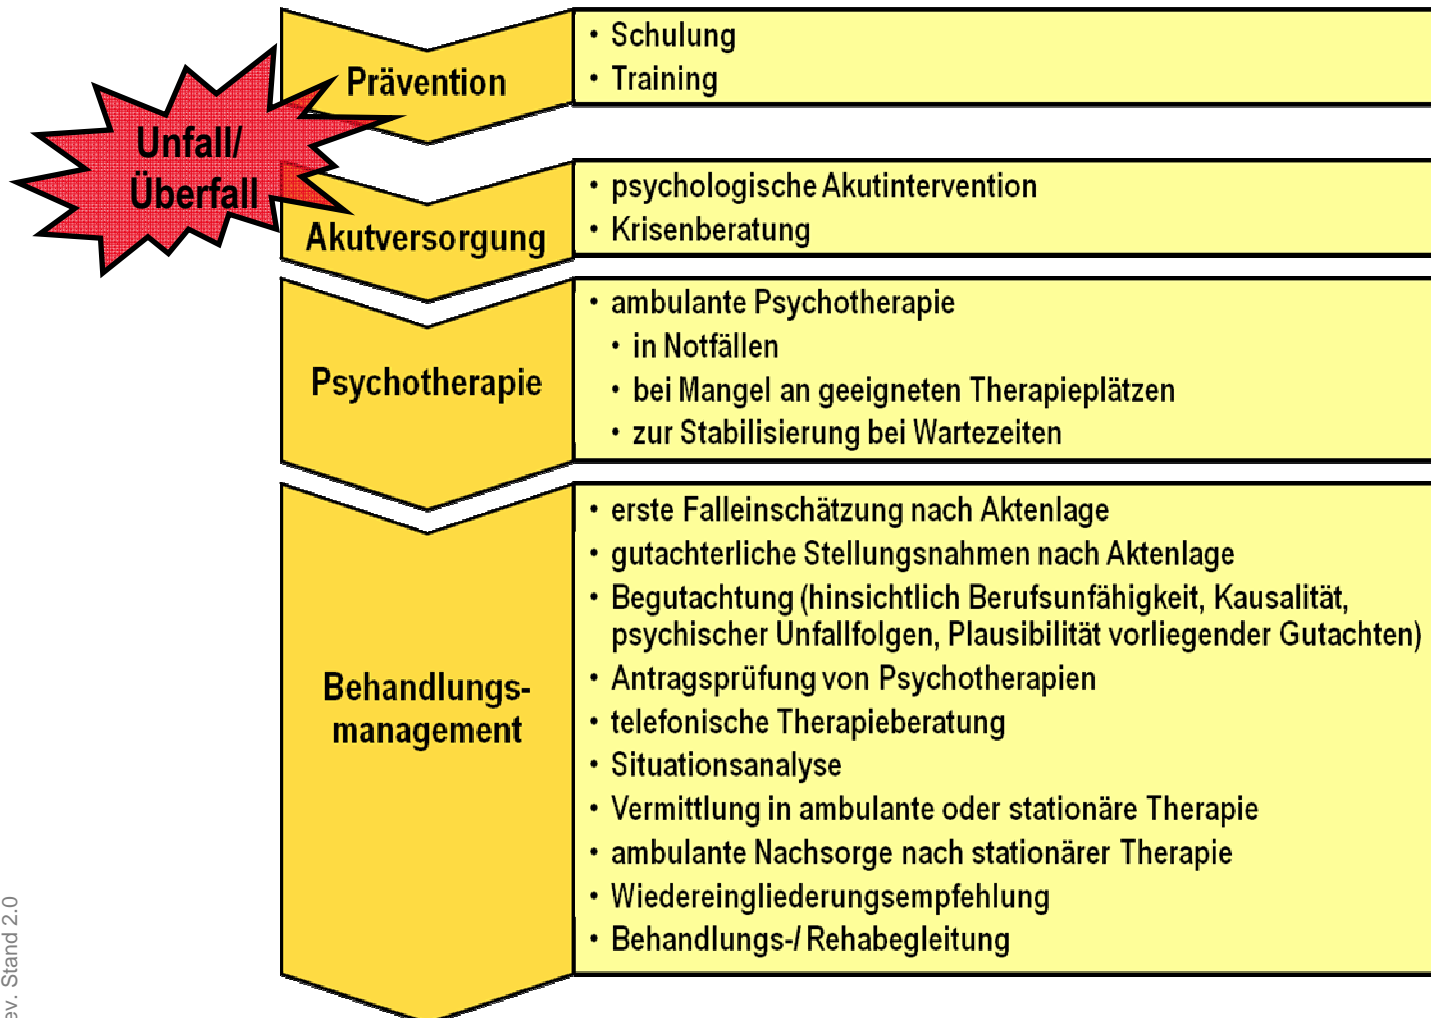 Prävention
• Schulung
• Training
Unfall/
Überfall
Akutversorgung
• psychologische Akutintervention
• Krisenberatung
Psychotherapie
• ambulante Psychotherapie
• in Notfällen
• bei Mangel an geeigneten Therapieplätzen
• zur Stabilisierung bei Wartezeiten
Behandlungs-
management
• erste Falleinschätzung nach Aktenlage
• gutachterliche Stellungsnahmen nach Aktenlage
• Begutachtung (hinsichtlich Berufsunfähigkeit, Kausalität,
psychischer Unfallfolgen, Plausibilität vorliegender Gutachten)
• Antragsprüfung von Psychotherapien
• telefonische Therapieberatung
• Situationsanalyse
• Vermittlung in ambulante oder stationäre Therapie
• ambulante Nachsorge nach stationärer Therapie
• Wiedereingliederungsempfehlung
• Behandlungs-/ Rehabegleitung
ev. Stand 2.0